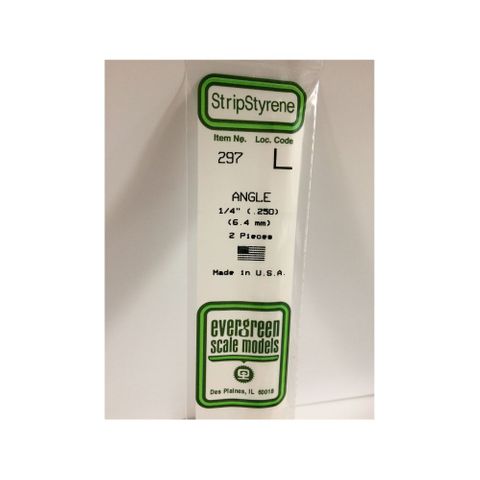 StripStyrene
Item No. Loc. Code
297
ANGLE
1/4" (.250)
(6.4 mm)
2 Pieces
Made in U.S.A.
evergreen
scale models
Des Plaines, IL 60018